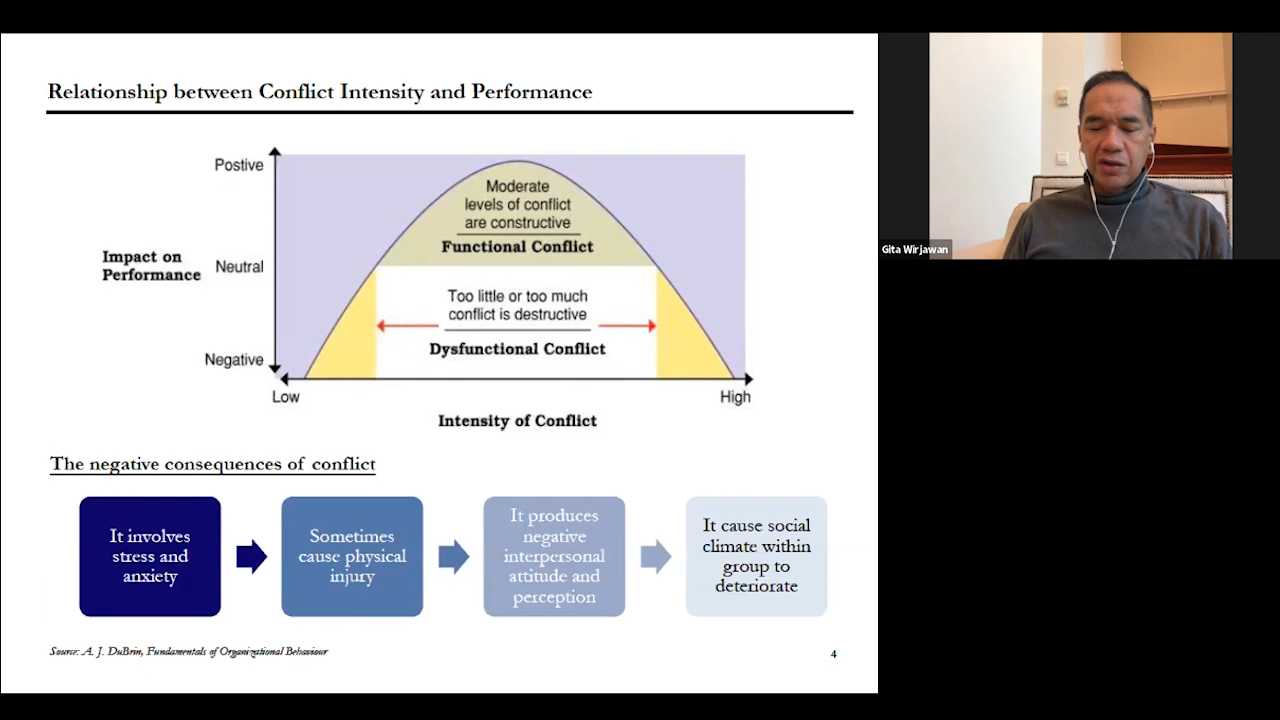 Relationship between Conflict Intensity and Performance
Postive
Moderate
levels of conflict
are constructive
Functional Conflict
Impact on
Performance
Neutral
Too little or too much
conflict is destructive
Dysfunctional Conflict
Negative
Low
High
Intensity of Conflict
The negative consequences of conflict
It involves
stress and
anxiety
Sometimes
cause physical
injury
It produces
negative
interpersonal
attitude and
perception
It cause social
climate within
group to
deteriorate
Source: A. J. DuBrin, Fundamentals of Organizational Behaviour
4
Gita Wirjawan